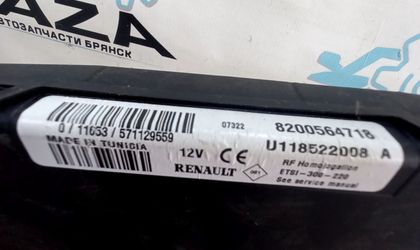 AZA
АВТОЗАПЧАСТИ БРЯНСК
07322
8200564718
0 / 11053 / 571129559
U118522008 A
MADE IN TUNISIA
12V CE
RF Homologation
RENAULT
ETSI-300-220
See service manual